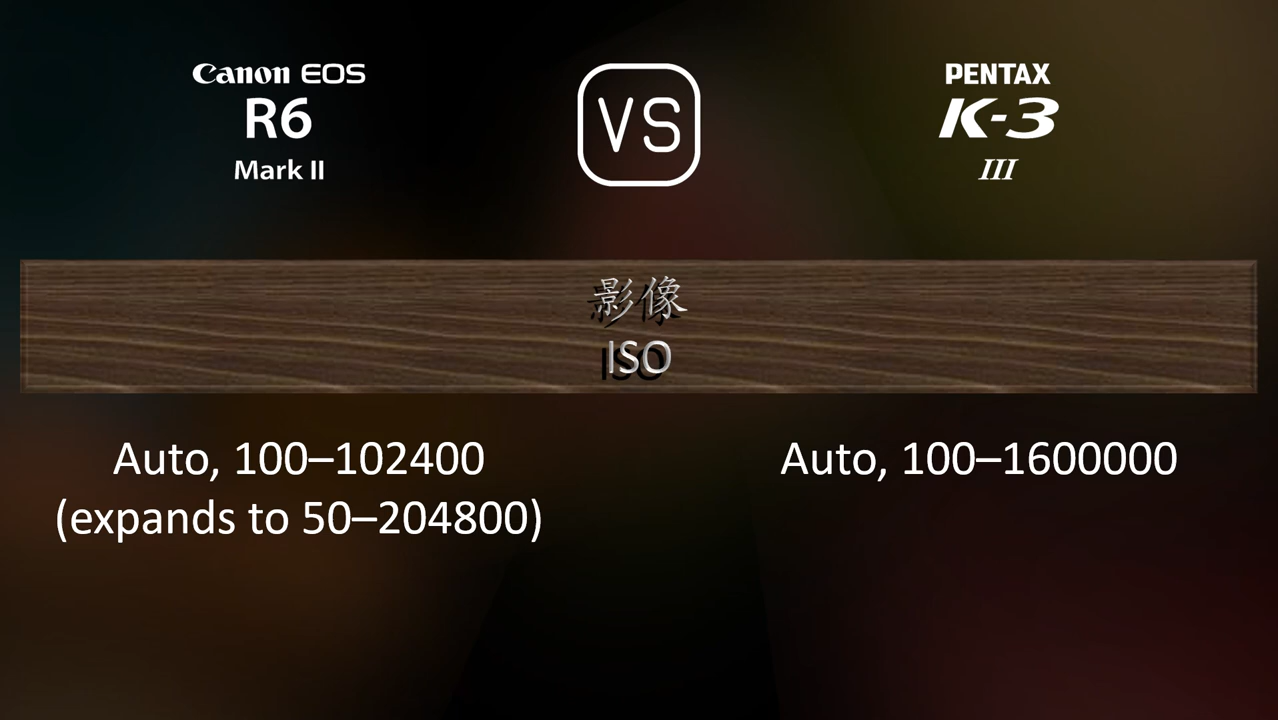 Canon EOS
R6
Mark II
VS
PENTAX
K-3
III
影像
ISO
Auto, 100–102400
(expands to 50–204800)
Auto, 100–1600000